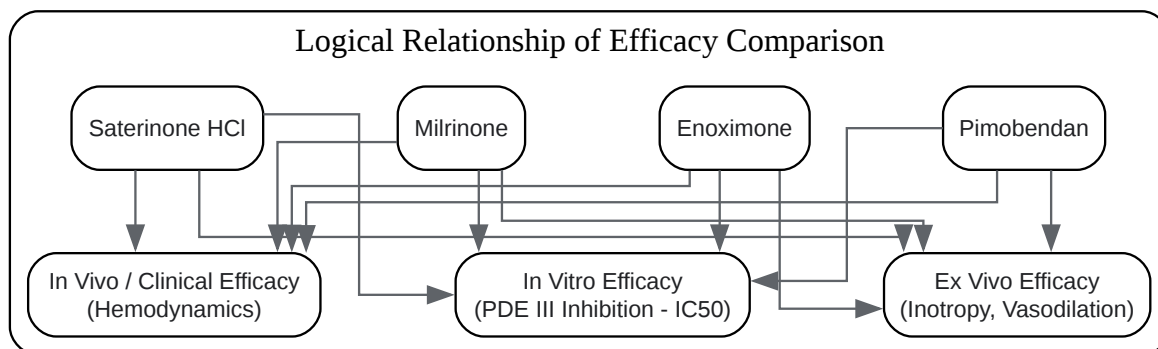 Logical Relationship of Efficacy Comparison
Saterinone HCl
Milrinone
Enoximone
Pimobendan
In Vivo / Clinical Efficacy
(Hemodynamics)
In Vitro Efficacy
(PDE III Inhibition - IC50)
Ex Vivo Efficacy
(Inotropy, Vasodilation)